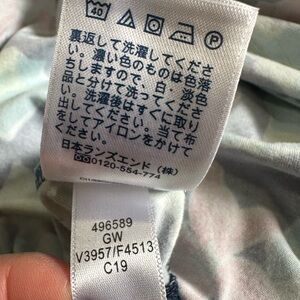 裏返して洗濯してくださ
い。濃い色のものは色落
ちしますので、白、淡色
品とわけて洗ってくださ
い。洗濯後はすぐに取り
出してください。当て布
をしてアイロンをかけて
ください。
日本ランズエンド(株)
0120-554-774
496589
GW
V3957/F4513
C19